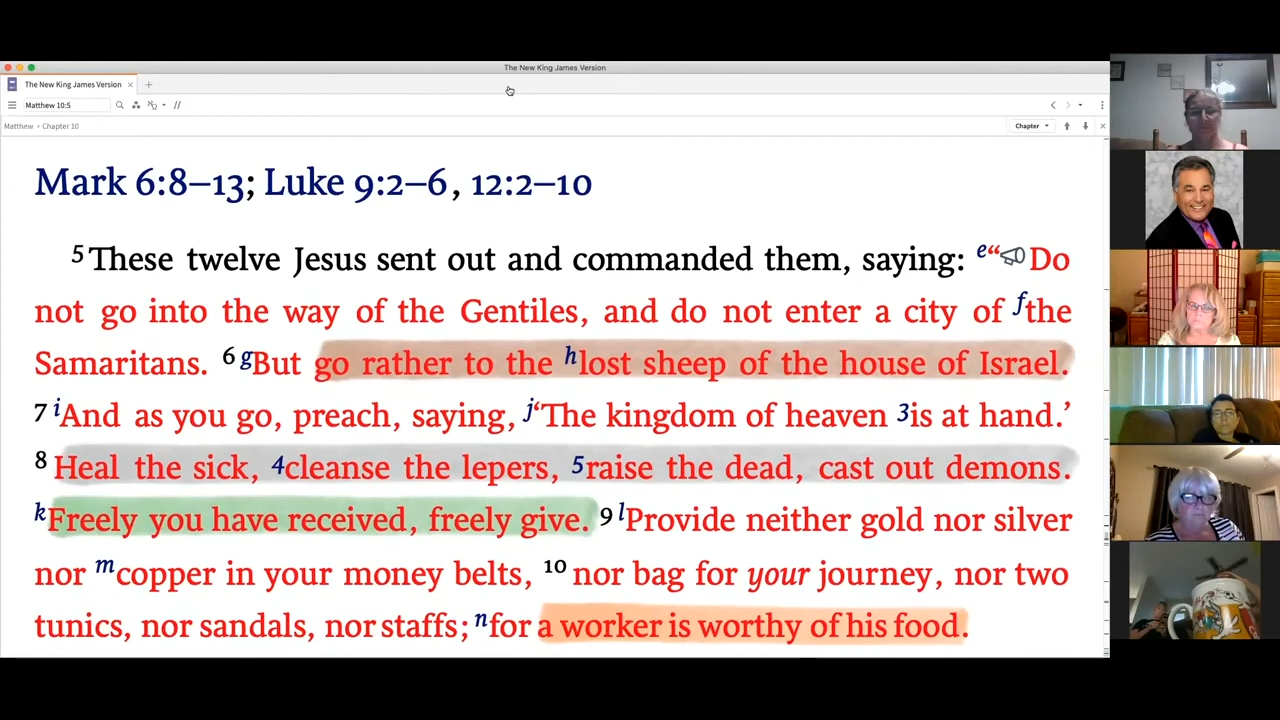 The New King James Version
The New King James Version
Matthew 10:5
Matthew › Chapter 10
Chapter
Mark 6:8–13; Luke 9:2–6, 12:2–10
5 These twelve Jesus sent out and commanded them, saying: e “Do
not go into the way of the Gentiles, and do not enter a city of f the
Samaritans. 6 g But go rather to the h lost sheep of the house of Israel.
7 i And as you go, preach, saying, j ‘The kingdom of heaven 3 is at hand.’
8 Heal the sick, 4 cleanse the lepers, 5 raise the dead, cast out demons.
k Freely you have received, freely give. 9 l Provide neither gold nor silver
nor m copper in your money belts, 10 nor bag for your journey, nor two
tunics, nor sandals, nor staffs; n for a worker is worthy of his food.